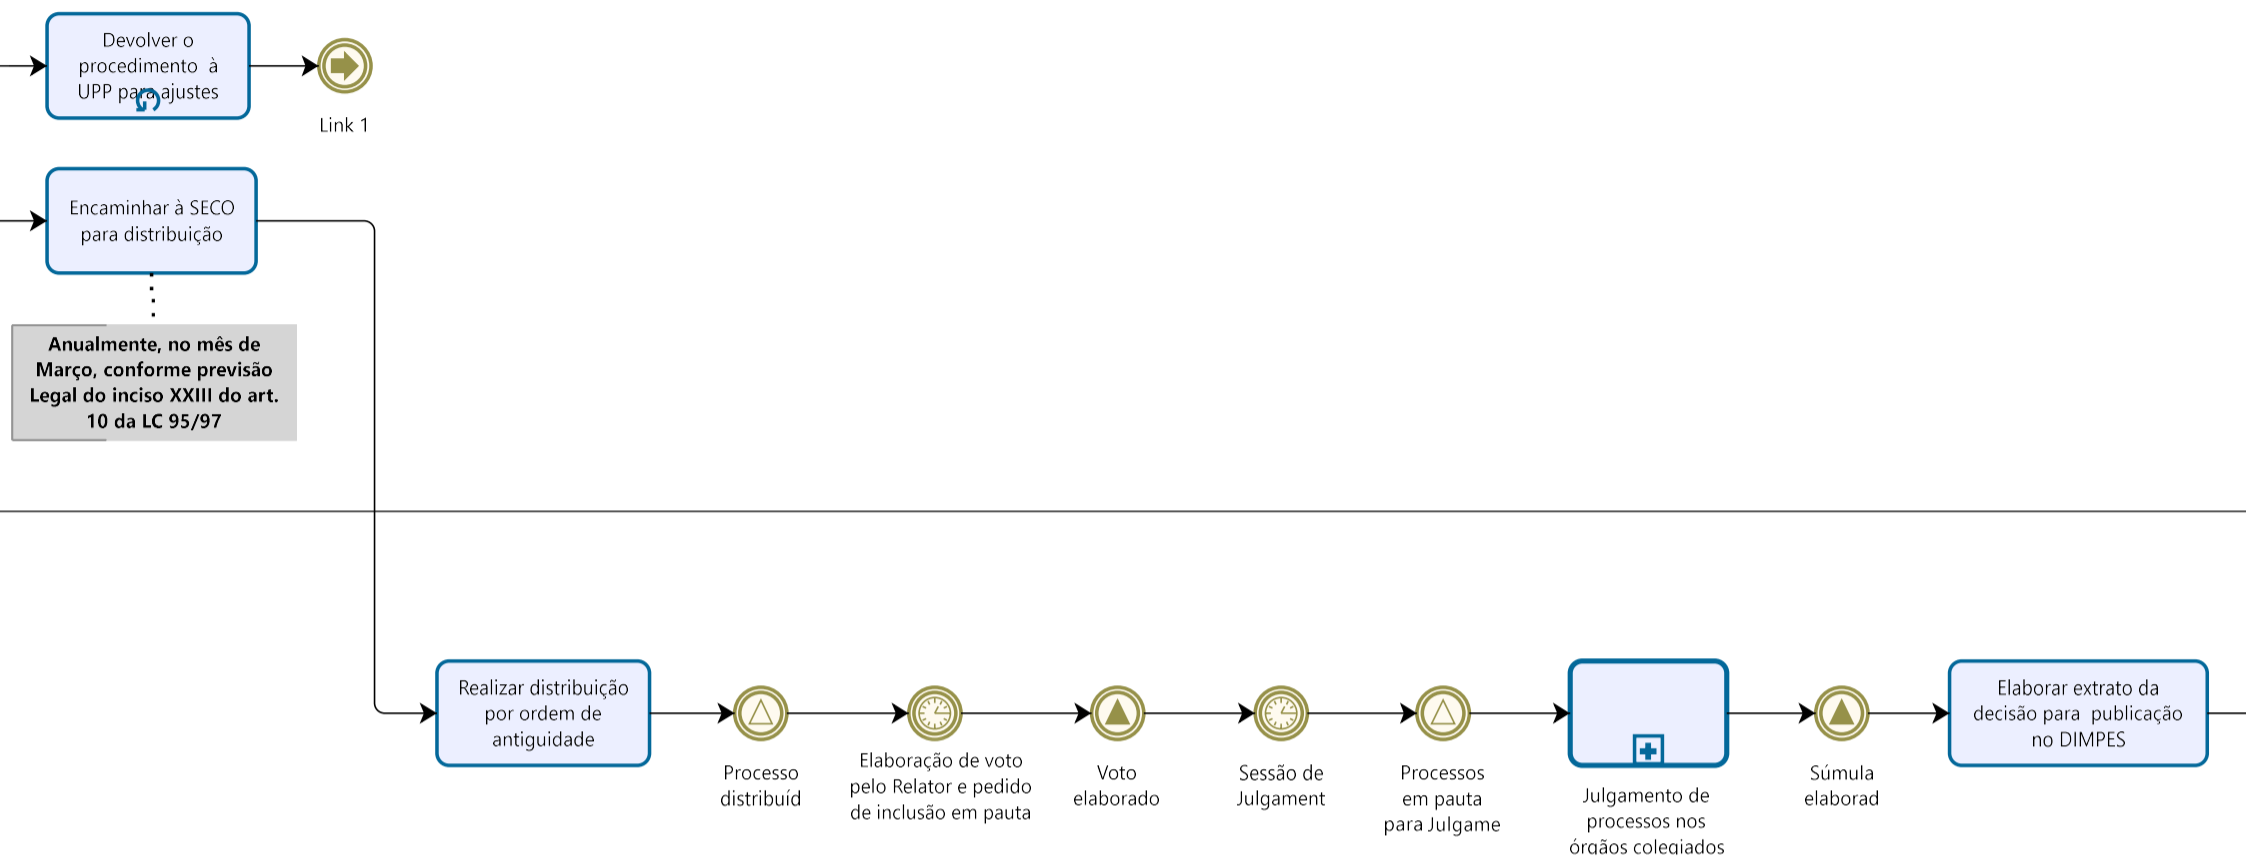 Devolver o
procedimento à
UPP para ajustes
Link 1
Encaminhar à SECO
para distribuição
Anualmente, no mês de
Março, conforme previsão
Legal do inciso XXIII do art.
10 da LC 95/97
Realizar distribuição
por ordem de
antiguidade
Processo
distribuíd
Elaboração de voto
pelo Relator e pedido
de inclusão em pauta
Voto
elaborado
Sessão de
Julgament
Processos
em pauta
para Julgame
Julgamento de
processos nos
órgãos colegiados
Súmula
elaborad
Elaborar extrato da
decisão para publicação
no DIMPES